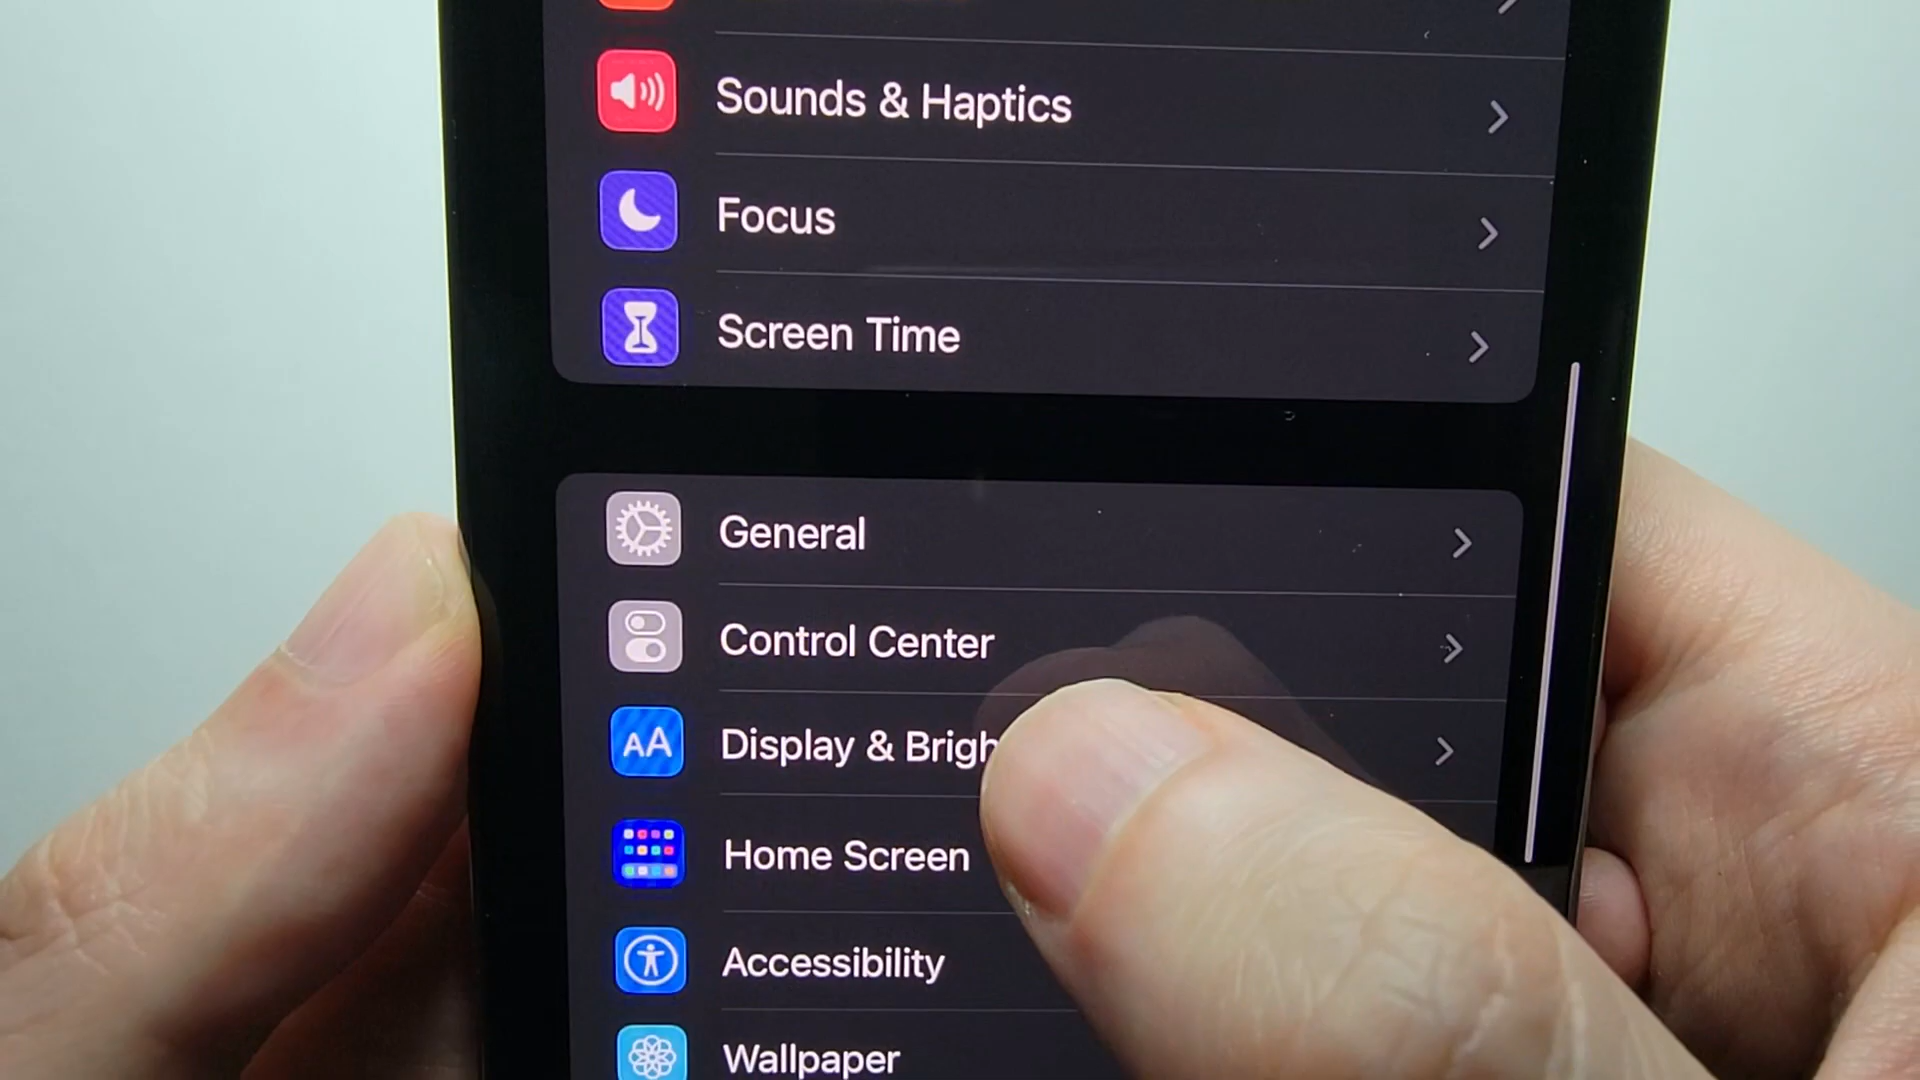 Sounds & Haptics
Focus
Screen Time
General
Control Center
AA
Display & Brigh
Home Screen
Accessibility
Wallpaper